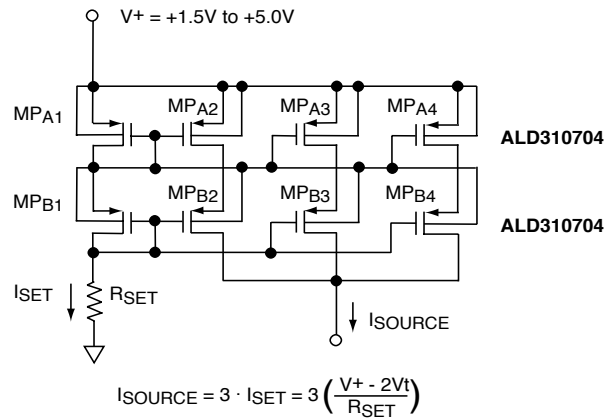 V+ = +1.5V to +5.0V
MPA1
MPA2
MPA3
MPA4
ALD310704
MPB1
MPB2
MPB3
MPB4
ALD310704
ISET
RSET
ISOURCE
ISOURCE = 3 · ISET = 3 (V+ - 2Vt / RSET)